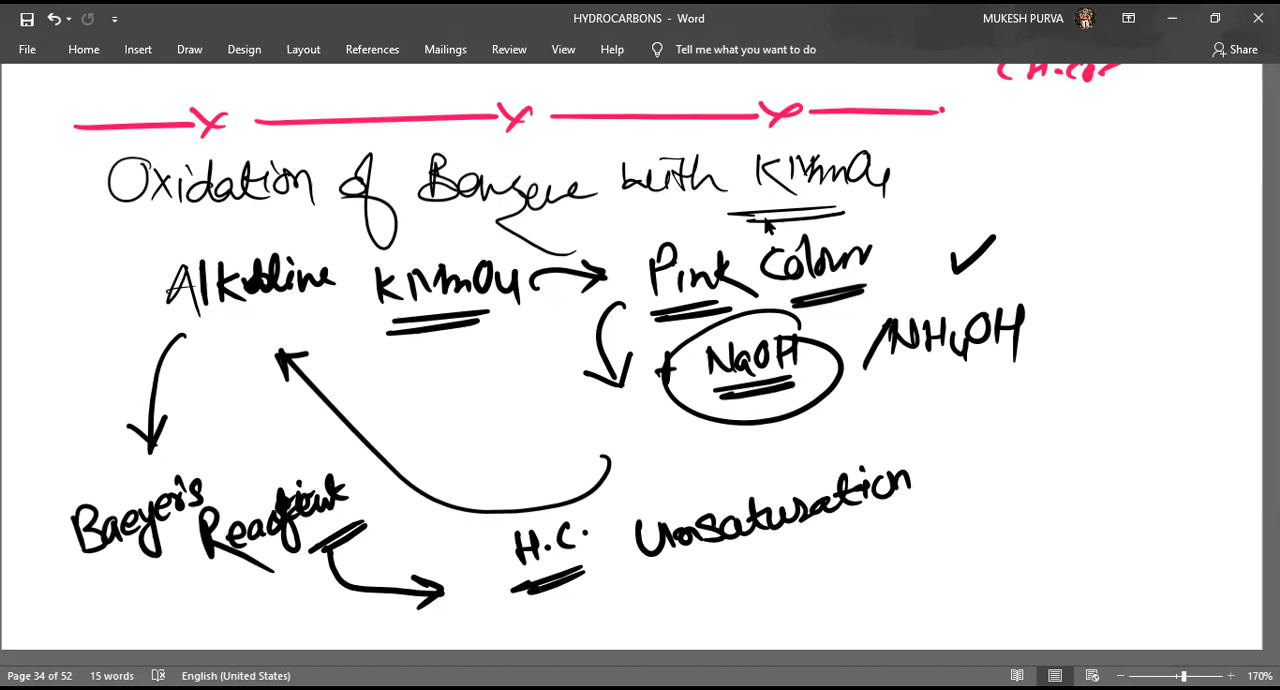 HYDROCARBONS - Word
MUKESH PURVA
File Home Insert Draw Design Layout References Mailings Review View Help Tell me what you want to do Share
Oxidation of Benzene with KMnO4
Alkaline KMnO4 → Pink Colour ✓
+ NaOH / NH4OH
Baeyer's Reagent
H.C. Unsaturation
Page 34 of 52 15 words English (United States) 170%